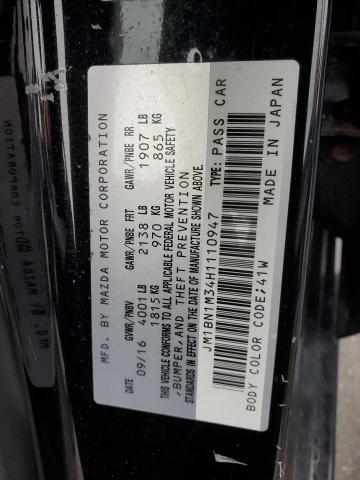 MFD. BY MAZDA MOTOR CORPORATION
DATE GVWR/PNBV GAWR/PNBE FRT GAWR/PNBE RR
09/16 4001 LB 2138 LB 1907 LB
1815 KG 970 KG 865 KG
THIS VEHICLE CONFORMS TO ALL APPLICABLE FEDERAL MOTOR VEHICLE SAFETY
,BUMPER,AND THEFT PREVENTION
STANDARDS IN EFFECT ON THE DATE OF MANUFACTURE SHOWN ABOVE.
JM1BN1M34H1110947 TYPE:PASS CAR
BODY COLOR CODE:41W MADE IN JAPAN